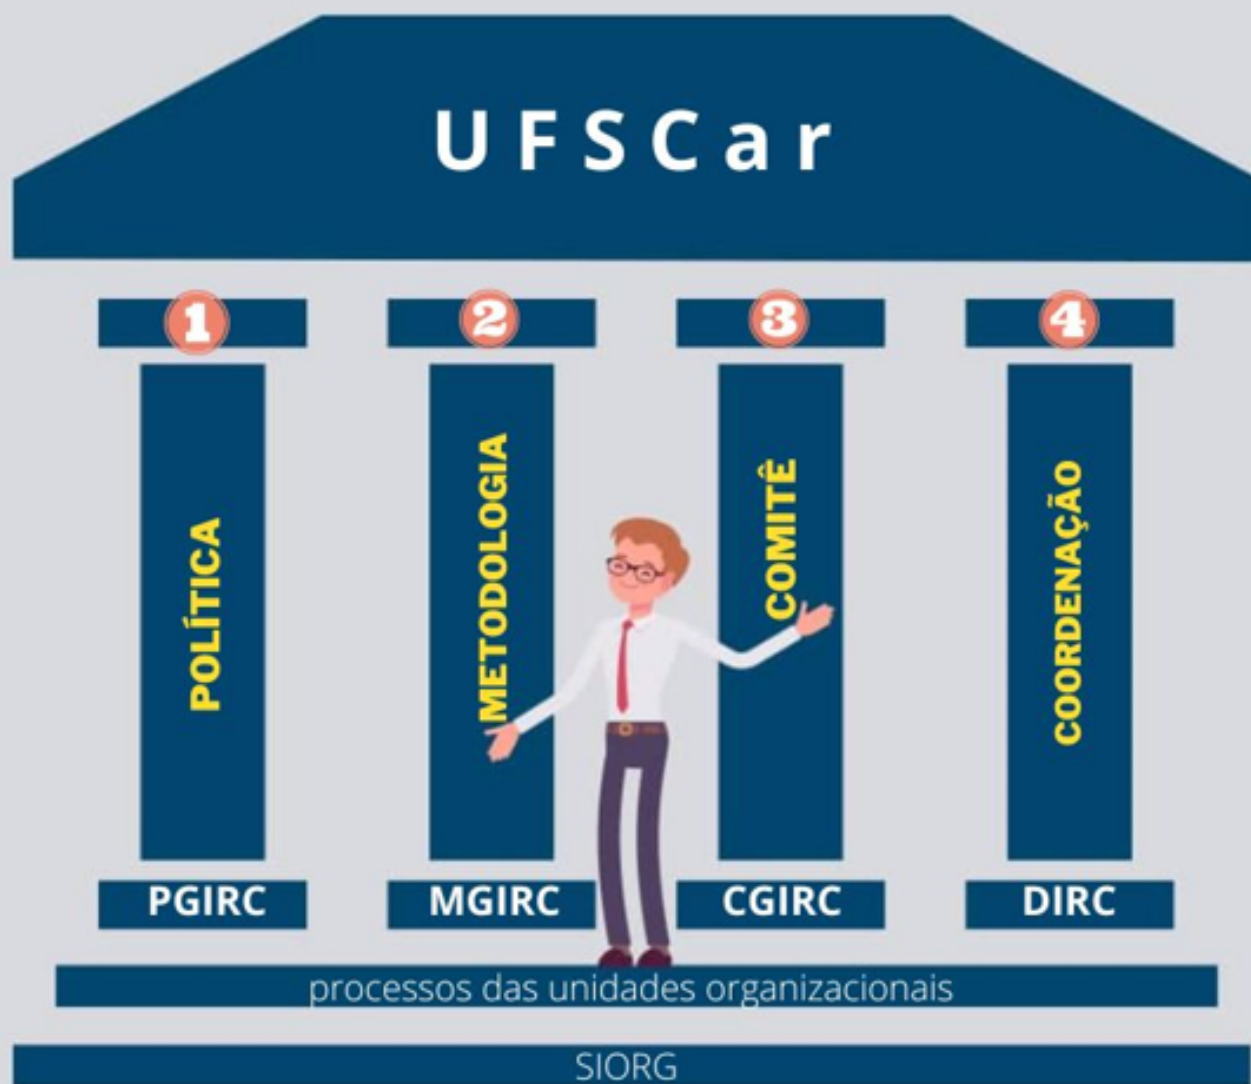 UFSCar
1
2
3
4
POLÍTICA
METODOLOGIA
COMITÊ
COORDENAÇÃO
PGIRC
MGIRC
CGIRC
DIRC
processos das unidades organizacionais
SIORG